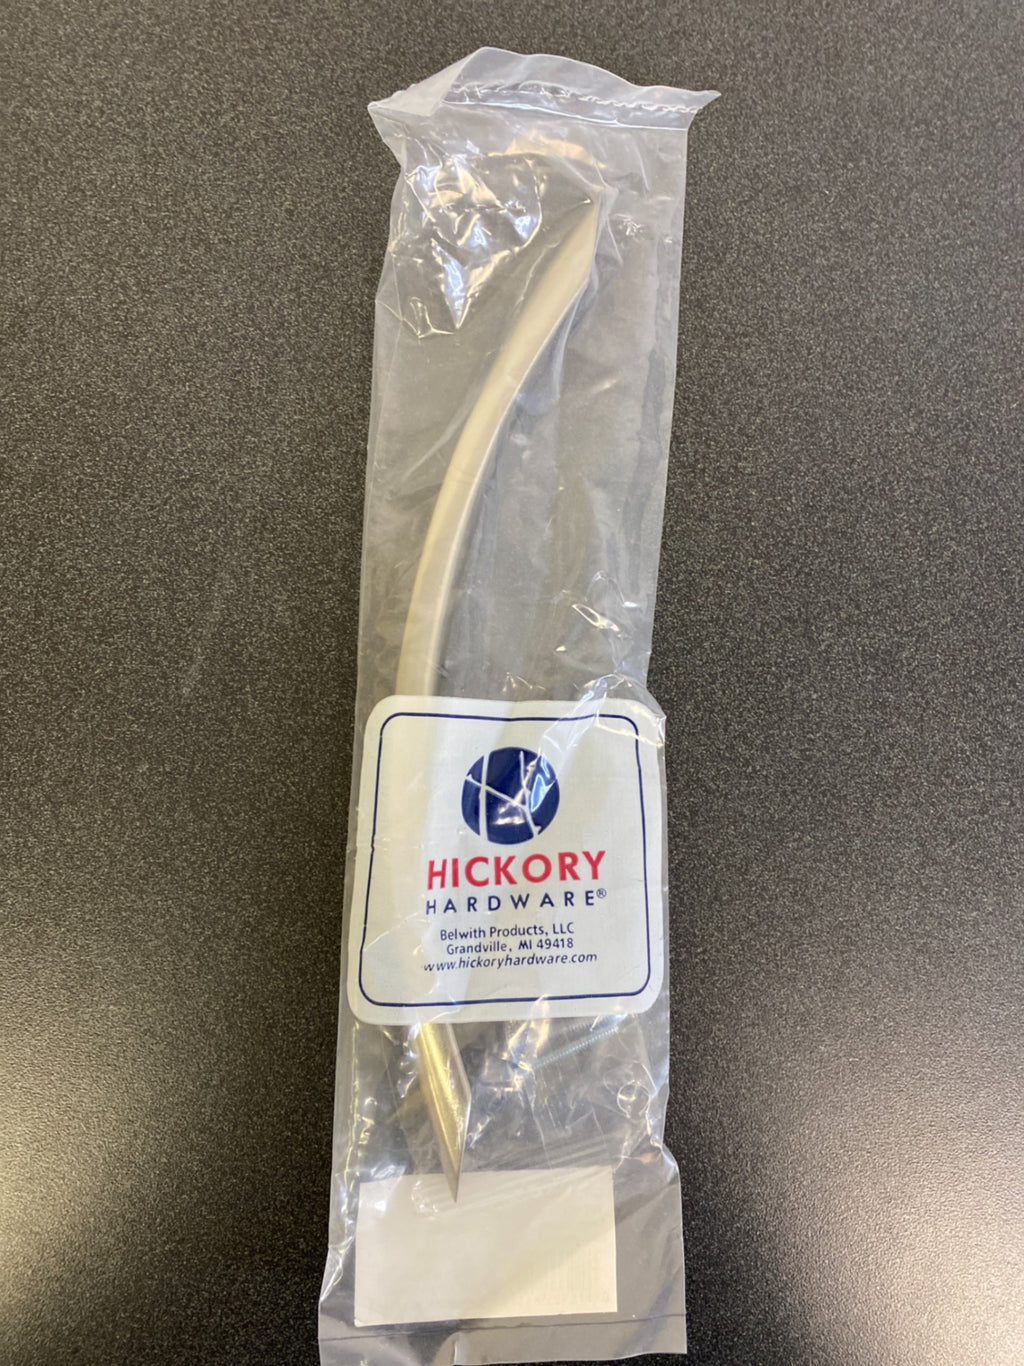 HICKORY
HARDWARE®
Belwith Products, LLC
Grandville, MI 49418
www.hickoryhardware.com